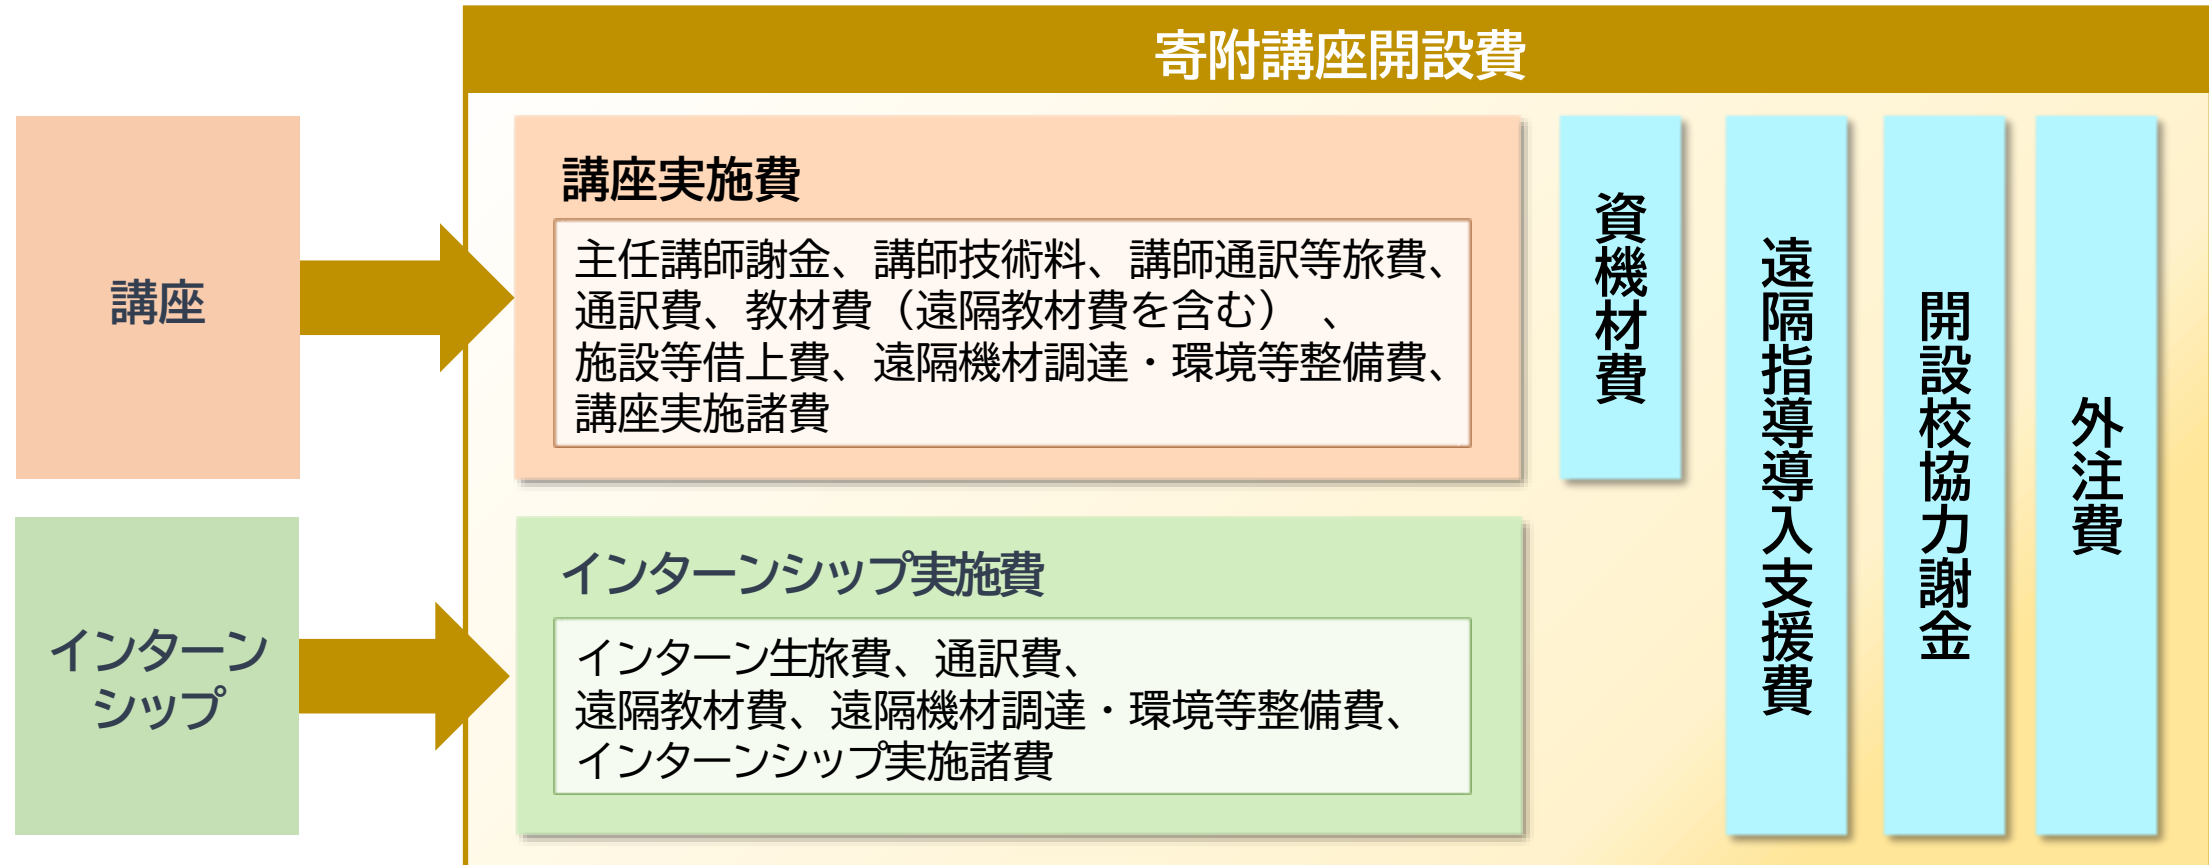 寄附講座開設費
講座
講座実施費
主任講師謝金、講師技術料、講師通訳等旅費、
通訳費、教材費（遠隔教材費を含む） 、
施設等借上費、遠隔機材調達・環境等整備費、
講座実施諸費
インターン
シップ
インターンシップ実施費
インターン生旅費、通訳費、
遠隔教材費、遠隔機材調達・環境等整備費、
インターンシップ実施諸費
資機材費
遠隔指導導入支援費
開設校協力謝金
外注費